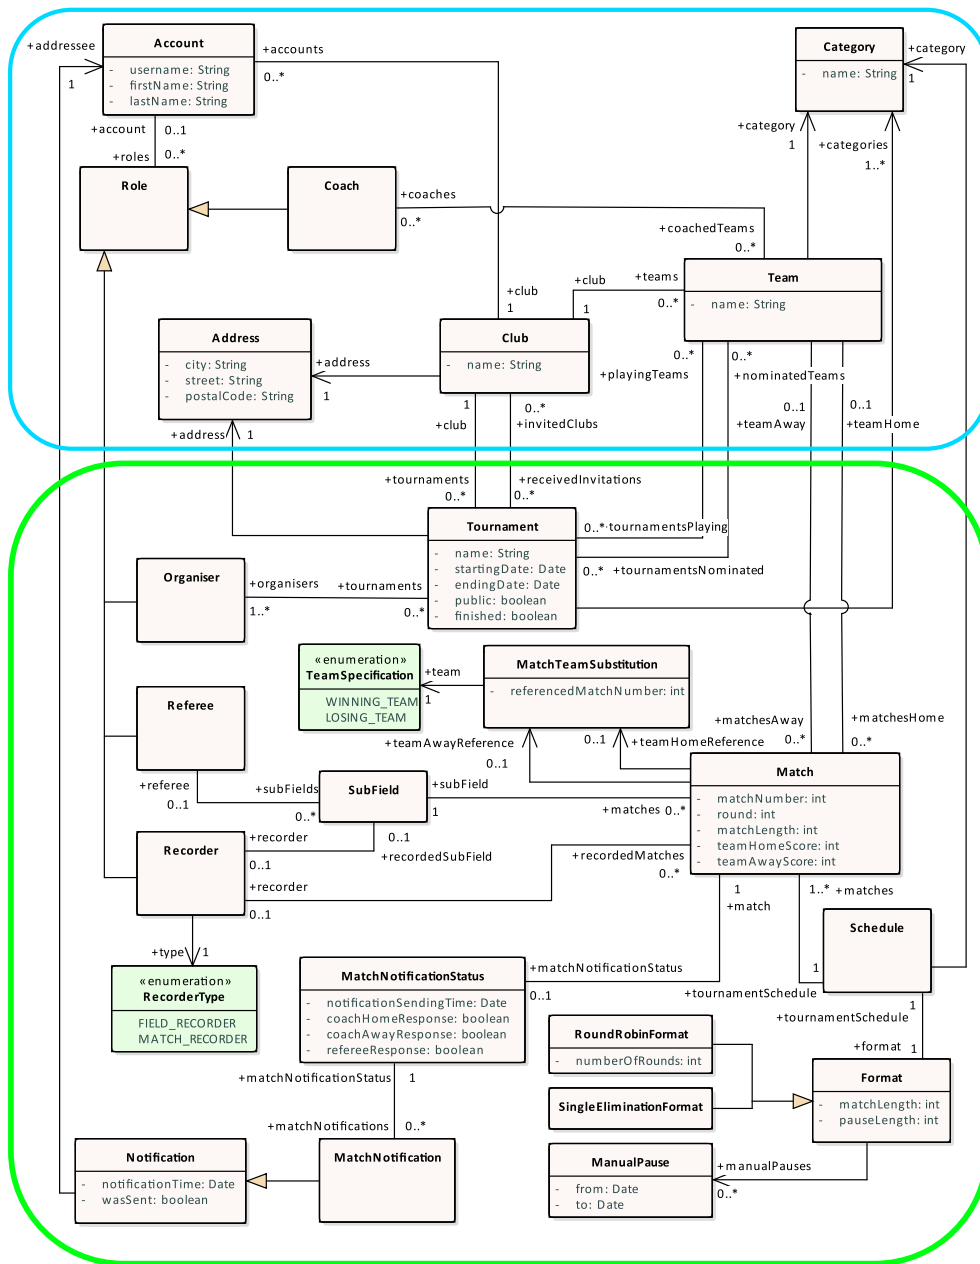 +addressee
1
Account
- username: String
- firstName: String
- lastName: String
+accounts
0..*
Category
- name: String
+category
1
+account
0..1
+roles
0..*
+category
1
+categories
1..*
Role
Coach
+coaches
0..*
+coachedTeams
0..*
Team
- name: String
+club
1
+teams
0..*
+club
1
Address
- city: String
- street: String
- postalCode: String
+address
1
Club
- name: String
0..*
+playingTeams
0..*
+nominatedTeams
1
+club
0..*
+invitedClubs
0..1
+teamAway
0..1
+teamHome
+address
1
+tournaments
0..*
+receivedInvitations
0..*
Tournament
- name: String
- startingDate: Date
- endingDate: Date
- public: boolean
- finished: boolean
0..*
+tournamentsPlaying
0..*
+tournamentsNominated
Organiser
+organisers
1..*
+tournaments
0..*
«enumeration»
TeamSpecification
WINNING_TEAM
LOSING_TEAM
+team
1
MatchTeamSubstitution
- referencedMatchNumber: int
Referee
+teamAwayReference
0..1
0..1
+teamHomeReference
+matchesAway
0..*
+matchesHome
0..*
+referee
0..1
+subFields
0..*
SubField
+subField
1
+matches
0..*
Match
- matchNumber: int
- round: int
- matchLength: int
- teamHomeScore: int
- teamAwayScore: int
Recorder
+recorder
0..1
0..1
+recordedSubField
+recorder
0..1
+recordedMatches
0..*
1
+match
1..*
+matches
+type
1
Schedule
«enumeration»
RecorderType
FIELD_RECORDER
MATCH_RECORDER
MatchNotificationStatus
- notificationSendingTime: Date
- coachHomeResponse: boolean
- coachAwayResponse: boolean
- refereeResponse: boolean
+matchNotificationStatus
0..1
1
+tournamentSchedule
1
+tournamentSchedule
RoundRobinFormat
- numberOfRounds: int
+format
1
Format
- matchLength: int
- pauseLength: int
+matchNotificationStatus
1
SingleEliminationFormat
+matchNotifications
0..*
Notification
- notificationTime: Date
- wasSent: boolean
MatchNotification
ManualPause
- from: Date
- to: Date
+manualPauses
0..*